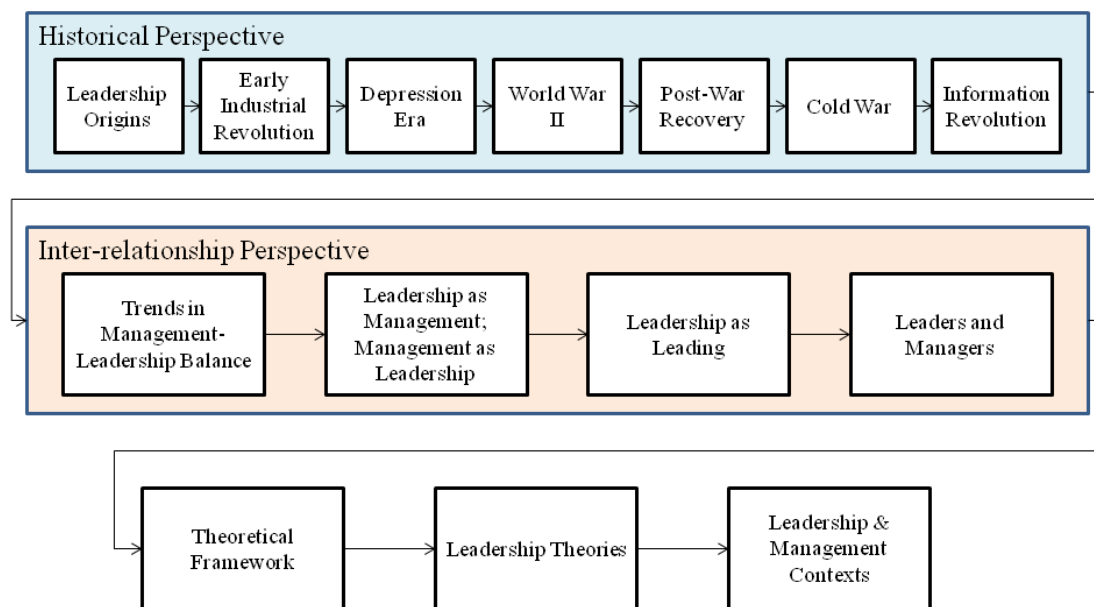 Historical Perspective
Leadership
Origins
Early
Industrial
Revolution
Depression
Era
World War
II
Post-War
Recovery
Cold War
Information
Revolution
Inter-relationship Perspective
Trends in
Management-
Leadership Balance
Leadership as
Management;
Management as
Leadership
Leadership as
Leading
Leaders and
Managers
Theoretical
Framework
Leadership Theories
Leadership &
Management
Contexts